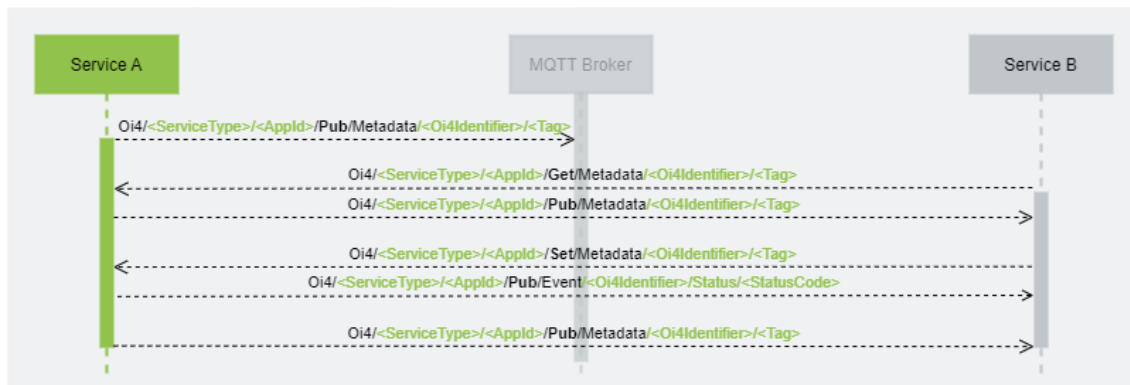 Service A
MQTT Broker
Service B
Oi4/<ServiceType>/<AppId>/Pub/Metadata/<Oi4Identifier>/<Tag>
Oi4/<ServiceType>/<AppId>/Get/Metadata/<Oi4Identifier>/<Tag>
Oi4/<ServiceType>/<AppId>/Pub/Metadata/<Oi4Identifier>/<Tag>
Oi4/<ServiceType>/<AppId>/Set/Metadata/<Oi4Identifier>/<Tag>
Oi4/<ServiceType>/<AppId>/Pub/Event/<Oi4Identifier>/Status/<StatusCode>
Oi4/<ServiceType>/<AppId>/Pub/Metadata/<Oi4Identifier>/<Tag>